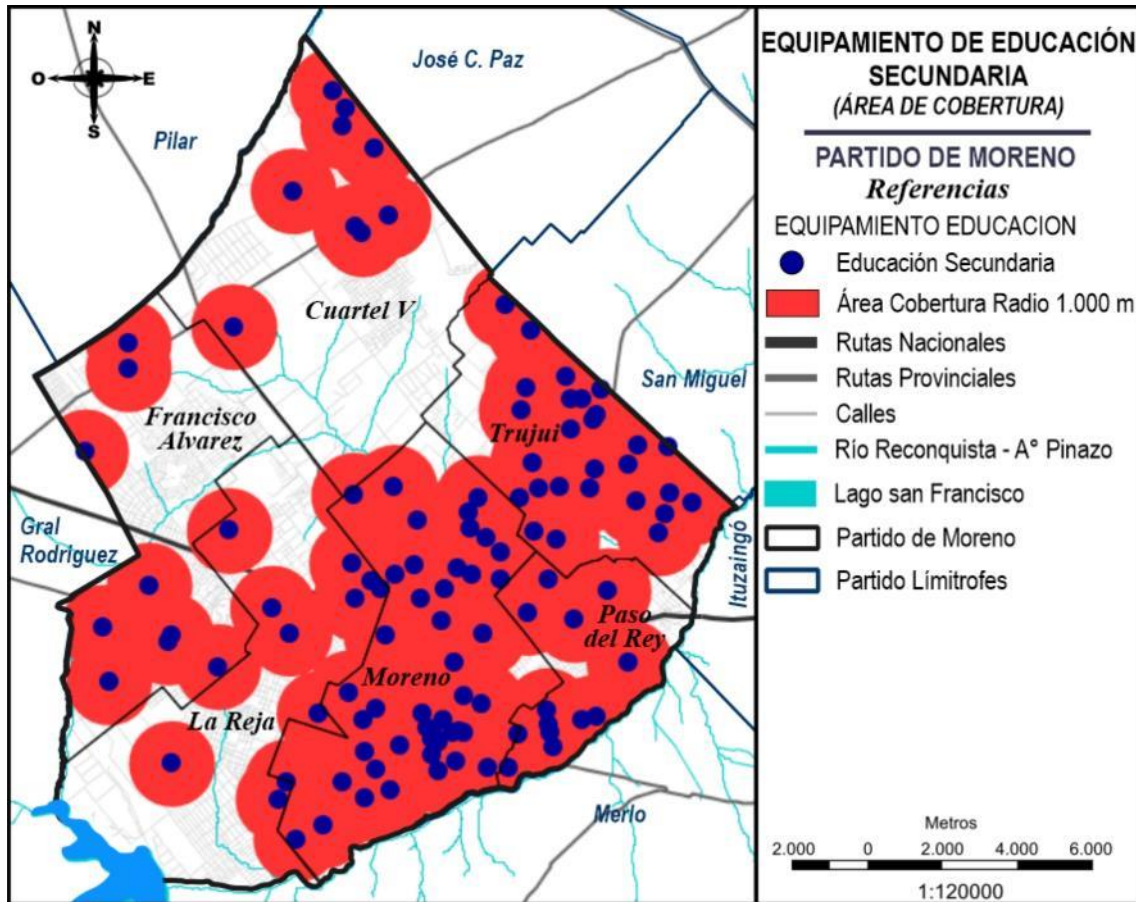 N
O
E
S
José C. Paz
Pilar
Cuartel V
Francisco
Alvarez
Trujui
San Miguel
Gral
Rodriguez
Ituzaingó
Paso
del Rey
Moreno
La Reja
Merlo
EQUIPAMIENTO DE EDUCACIÓN
SECUNDARIA
(ÁREA DE COBERTURA)
PARTIDO DE MORENO
Referencias
EQUIPAMIENTO EDUCACION
Educación Secundaria
Área Cobertura Radio 1.000 m
Rutas Nacionales
Rutas Provinciales
Calles
Río Reconquista - A° Pinazo
Lago san Francisco
Partido de Moreno
Partido Límitrofes
Metros
2.000 0 2.000 4.000 6.000
1:120000